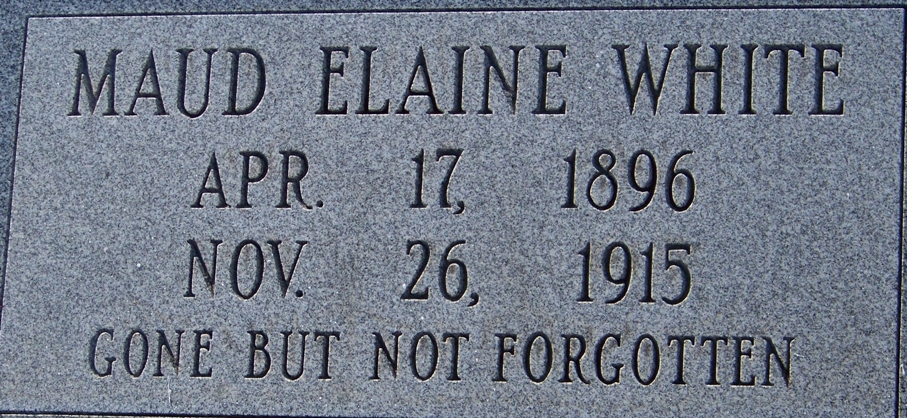 MAUD ELAINE WHITE
APR. 17, 1896
NOV. 26, 1915
GONE BUT NOT FORGOTTEN